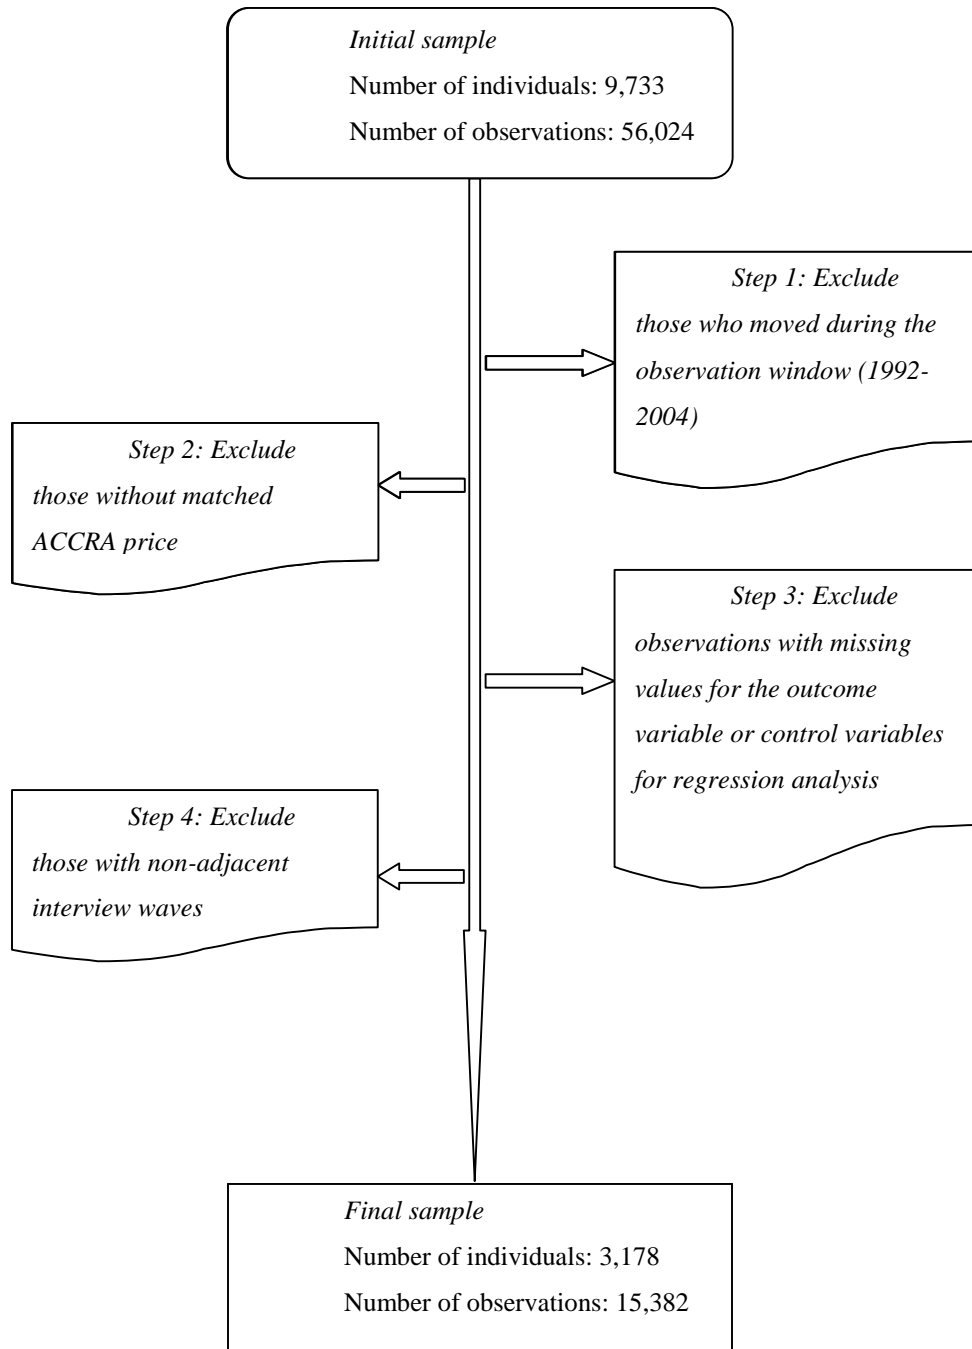 Initial sample
Number of individuals: 9,733
Number of observations: 56,024
Step 1: Exclude
those who moved during the
observation window (1992-
2004)
Step 2: Exclude
those without matched
ACCRA price
Step 3: Exclude
observations with missing
values for the outcome
variable or control variables
for regression analysis
Step 4: Exclude
those with non-adjacent
interview waves
Final sample
Number of individuals: 3,178
Number of observations: 15,382